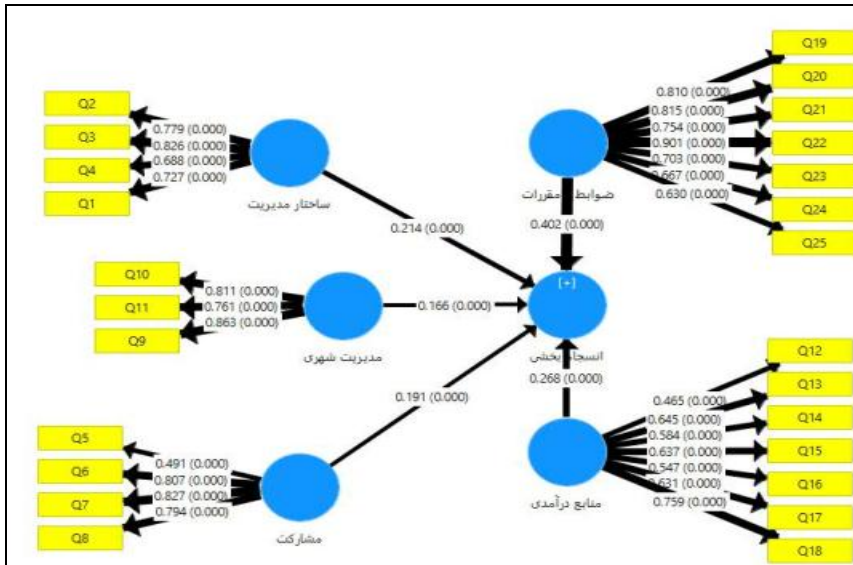 Q2
Q3
Q4
Q1
0.779 (0.000)
0.826 (0.000)
0.688 (0.000)
0.727 (0.000)
ساختار مدیریت
0.214 (0.000)
Q19
Q20
Q21
Q22
Q23
Q24
Q25
0.810 (0.000)
0.815 (0.000)
0.754 (0.000)
0.901 (0.000)
0.703 (0.000)
0.667 (0.000)
0.630 (0.000)
ضوابط مقررات
0.402 (0.000)
Q10
Q11
Q9
0.811 (0.000)
0.761 (0.000)
0.863 (0.000)
مدیریت شهری
0.166 (0.000)
[+]
انسجام بخشی
0.268 (0.000)
0.191 (0.000)
Q5
Q6
Q7
Q8
0.491 (0.000)
0.807 (0.000)
0.827 (0.000)
0.794 (0.000)
مشارکت
Q12
Q13
Q14
Q15
Q16
Q17
Q18
0.465 (0.000)
0.645 (0.000)
0.584 (0.000)
0.637 (0.000)
0.547 (0.000)
0.631 (0.000)
0.759 (0.000)
منابع درآمدی